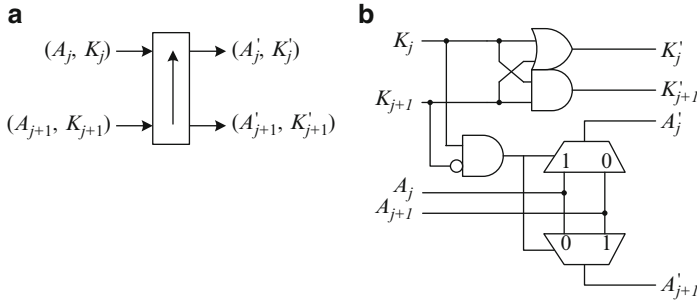 a
(A_j, K_j)
(A'_j, K'_j)
(A_{j+1}, K_{j+1})
(A'_{j+1}, K'_{j+1})
b
K_j
K'_j
K_{j+1}
K'_{j+1}
A'_j
1 0
A_j
A_{j+1}
0 1
A'_{j+1}